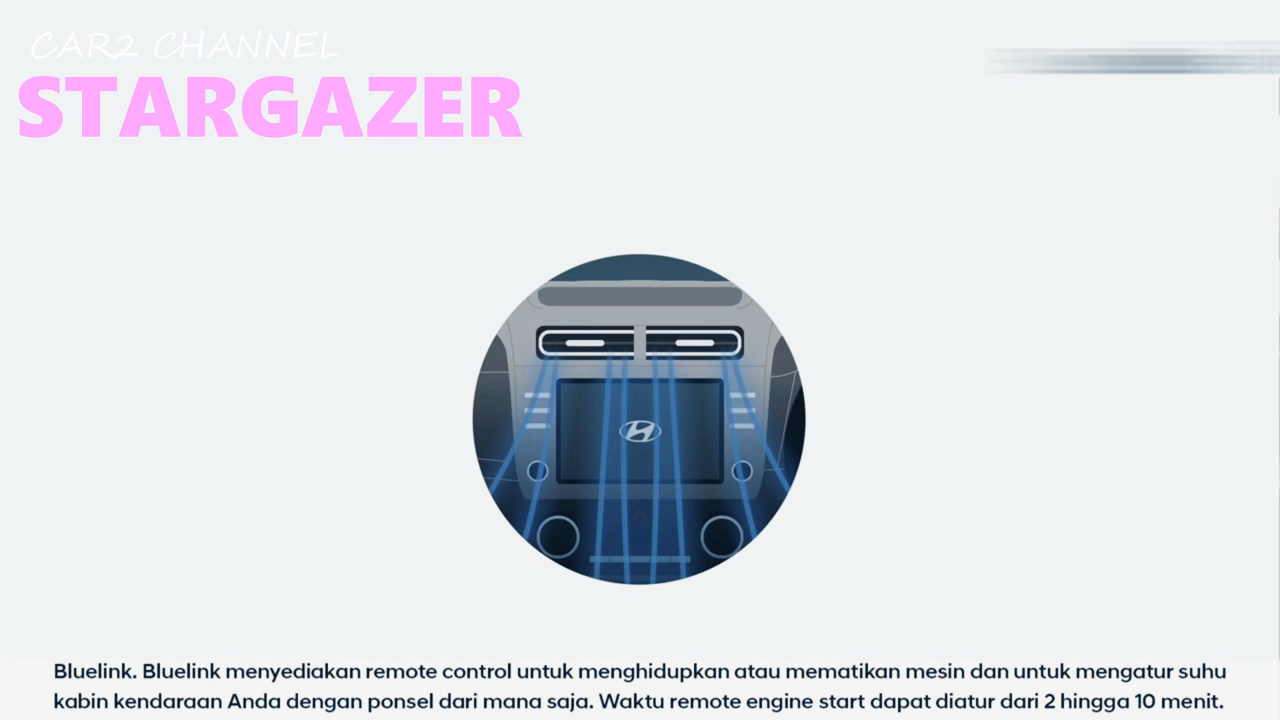 CAR2 CHANNEL
STARGAZER
Bluelink. Bluelink menyediakan remote control untuk menghidupkan atau mematikan mesin dan untuk mengatur suhu
kabin kendaraan Anda dengan ponsel dari mana saja. Waktu remote engine start dapat diatur dari 2 hingga 10 menit.